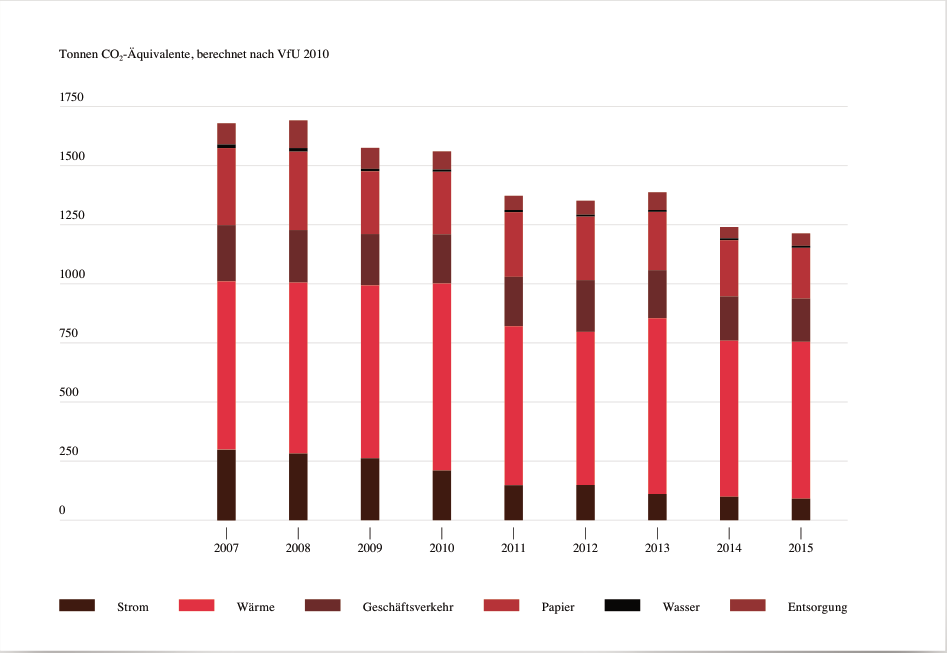 Tonnen CO₂-Äquivalente, berechnet nach VfU 2010
1750
1500
1250
1000
750
500
250
0
2007 2008 2009 2010 2011 2012 2013 2014 2015
Strom Wärme Geschäftsverkehr Papier Wasser Entsorgung